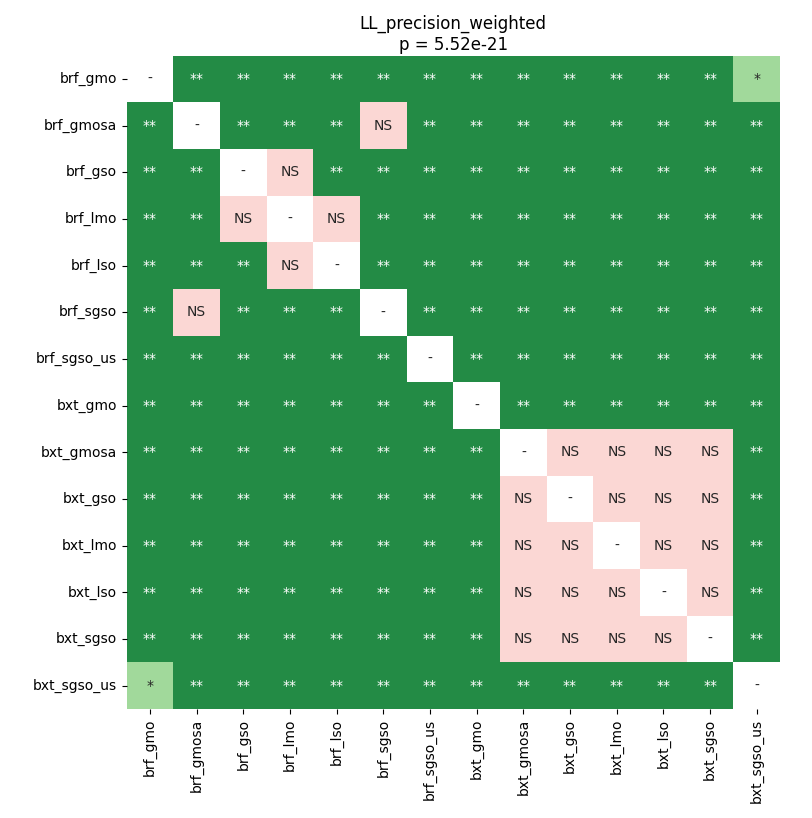 LL_precision_weighted
p = 5.52e-21
brf_gmo - ** ** ** ** ** ** ** ** ** ** ** ** *
brf_gmosa ** - ** ** ** NS ** ** ** ** ** ** ** **
brf_gso ** ** - NS ** ** ** ** ** ** ** ** ** **
brf_lmo ** ** NS - NS ** ** ** ** ** ** ** ** **
brf_lso ** ** ** NS - ** ** ** ** ** ** ** ** **
brf_sgso ** NS ** ** ** - ** ** ** ** ** ** ** **
brf_sgso_us ** ** ** ** ** ** - ** ** ** ** ** ** **
bxt_gmo ** ** ** ** ** ** ** - ** ** ** ** ** **
bxt_gmosa ** ** ** ** ** ** ** ** - NS NS NS NS **
bxt_gso ** ** ** ** ** ** ** ** NS - NS NS NS **
bxt_lmo ** ** ** ** ** ** ** ** NS NS - NS NS **
bxt_lso ** ** ** ** ** ** ** ** NS NS NS - NS **
bxt_sgso ** ** ** ** ** ** ** ** NS NS NS NS - **
bxt_sgso_us * ** ** ** ** ** ** ** ** ** ** ** ** -
brf_gmo
brf_gmosa
brf_gso
brf_lmo
brf_lso
brf_sgso
brf_sgso_us
bxt_gmo
bxt_gmosa
bxt_gso
bxt_lmo
bxt_lso
bxt_sgso
bxt_sgso_us